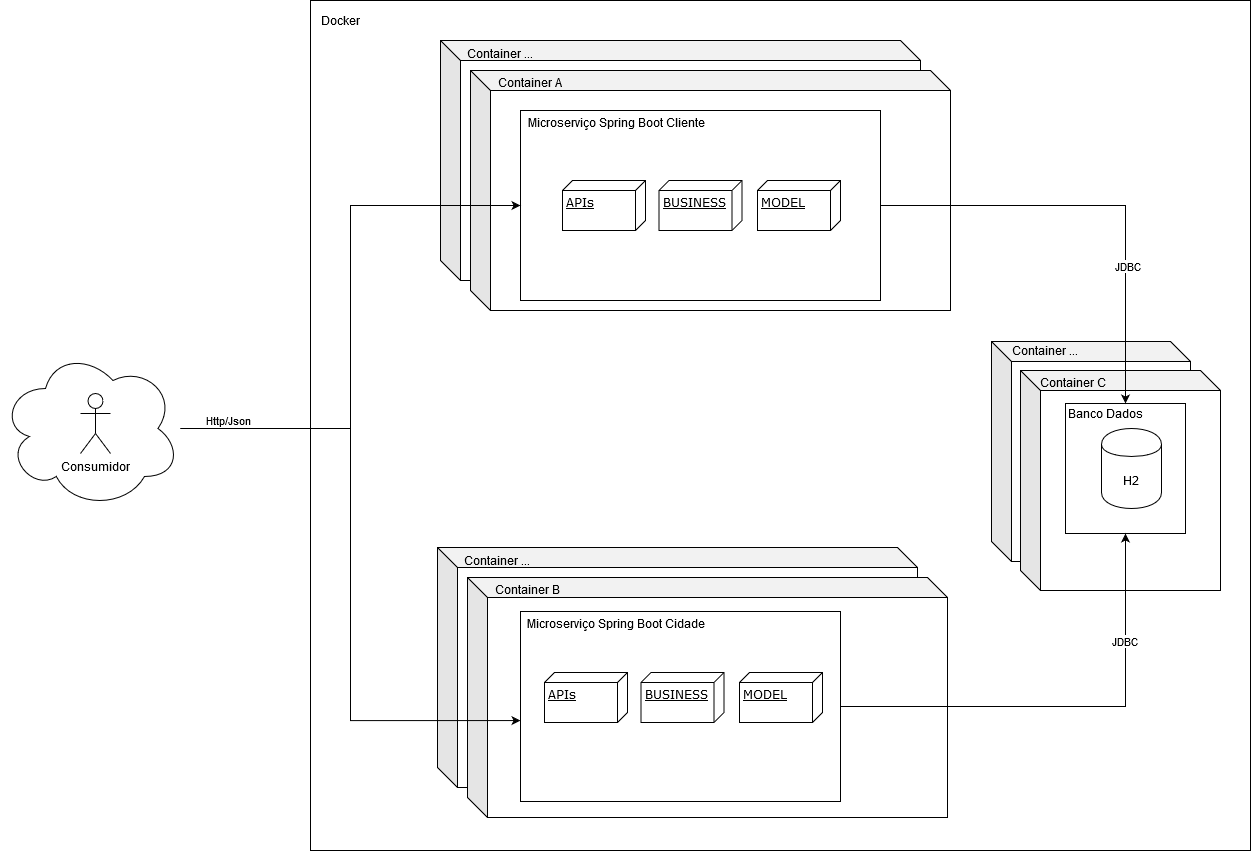 Docker
Container ...
Container A
Microserviço Spring Boot Cliente
APIs
BUSINESS
MODEL
JDBC
Container ...
Container C
Banco Dados
H2
Http/Json
Consumidor
Container ...
Container B
Microserviço Spring Boot Cidade
APIs
BUSINESS
MODEL
JDBC